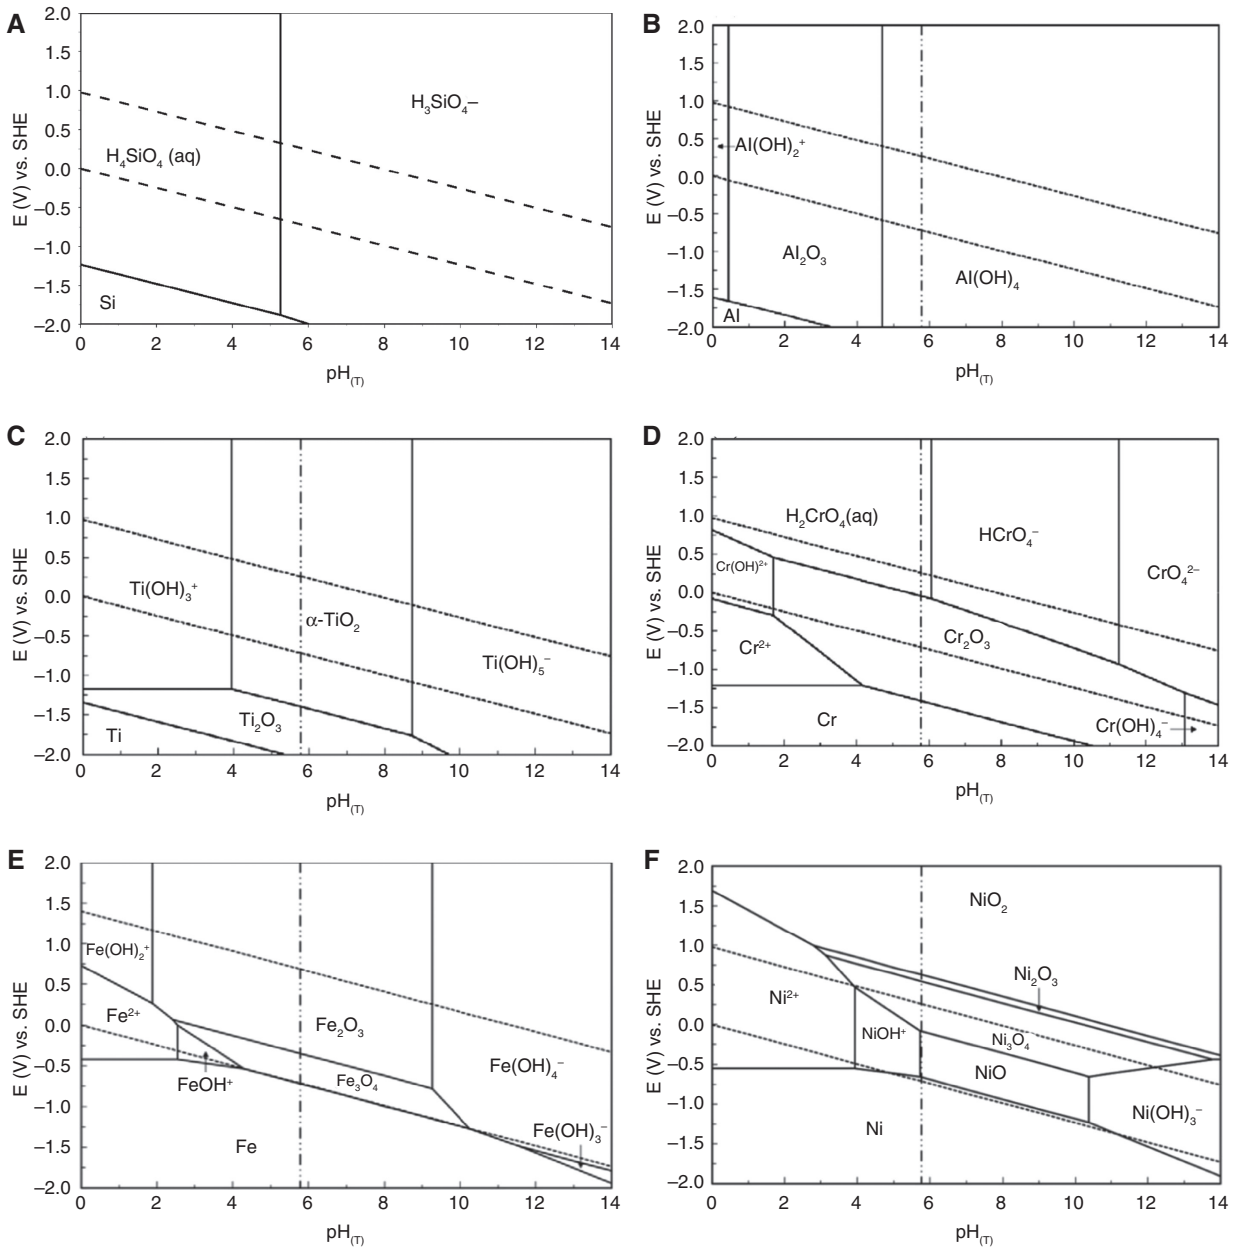 A
2.0
1.5
1.0
0.5
0.0
–0.5
–1.0
–1.5
–2.0
E (V) vs. SHE
H₃SiO₄–
H₄SiO₄ (aq)
Si
0 2 4 6 8 10 12 14
pH(T)
B
2.0
1.5
1.0
0.5
0.0
–0.5
–1.0
–1.5
–2.0
E (V) vs. SHE
Al(OH)₂⁺
Al₂O₃
Al(OH)₄
Al
0 2 4 6 8 10 12 14
pH(T)
C
2.0
1.5
1.0
0.5
0.0
–0.5
–1.0
–1.5
–2.0
E (V) vs. SHE
Ti(OH)₃⁺
α-TiO₂
Ti(OH)₅⁻
Ti₂O₃
Ti
0 2 4 6 8 10 12 14
pH(T)
D
2.0
1.5
1.0
0.5
0.0
–0.5
–1.0
–1.5
–2.0
E (V) vs. SHE
H₂CrO₄(aq)
HCrO₄⁻
Cr(OH)²⁺
CrO₄²⁻
Cr²⁺
Cr₂O₃
Cr
Cr(OH)₄⁻
0 2 4 6 8 10 12 14
pH(T)
E
2.0
1.5
1.0
0.5
0.0
–0.5
–1.0
–1.5
–2.0
E (V) vs. SHE
Fe(OH)₂⁺
Fe²⁺
Fe₂O₃
Fe(OH)₄⁻
FeOH⁺
Fe₃O₄
Fe(OH)₃⁻
Fe
0 2 4 6 8 10 12 14
pH(T)
F
2.0
1.5
1.0
0.5
0.0
–0.5
–1.0
–1.5
–2.0
E (V) vs. SHE
NiO₂
Ni₂O₃
Ni²⁺
NiOH⁺
Ni₃O₄
NiO
Ni(OH)₃⁻
Ni
0 2 4 6 8 10 12 14
pH(T)